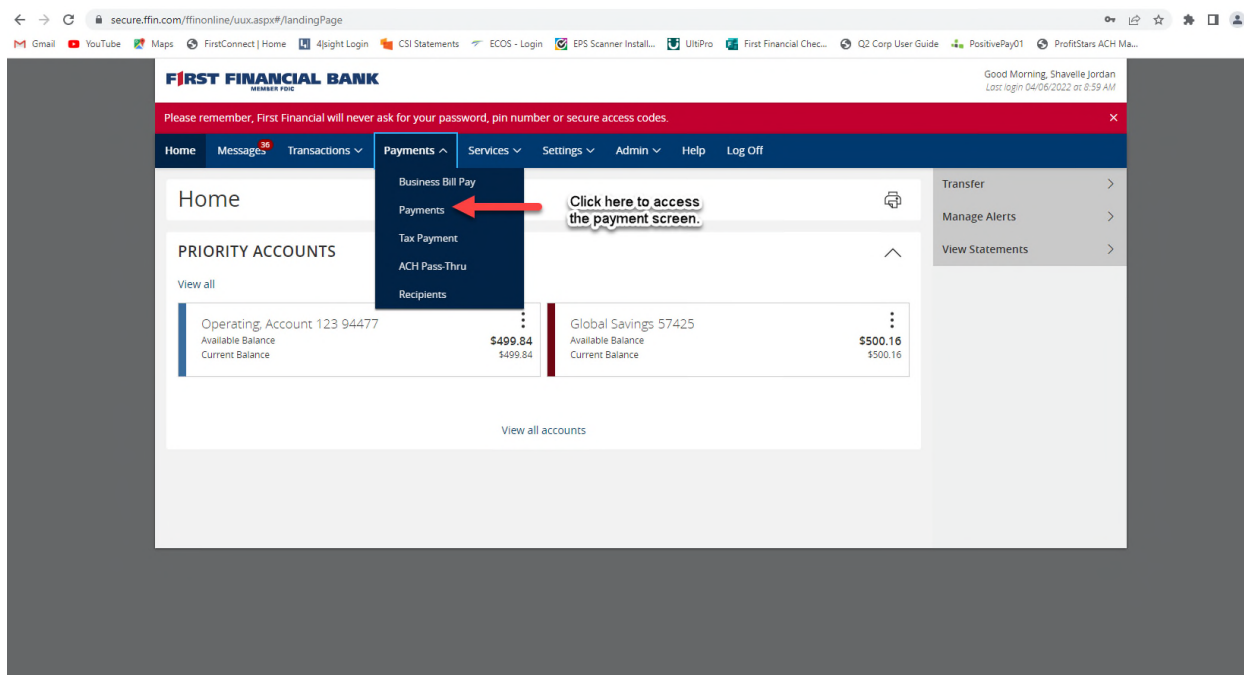 secure.ffin.com/ffinonline/uux.aspx#/landingPage
Gmail YouTube Maps FirstConnect | Home 4|sight Login CSI Statements ECOS - Login EPS Scanner Install... UltiPro First Financial Chec... Q2 Corp User Guide PositivePay01 ProfitStars ACH Ma...
FIRST FINANCIAL BANK
MEMBER FDIC
Good Morning, Shavelle Jordan
Last login 04/06/2022 at 8:59 AM
Please remember, First Financial will never ask for your password, pin number or secure access codes.
Home Messages 36 Transactions Payments Services Settings Admin Help Log Off
Business Bill Pay
Payments
Tax Payment
ACH Pass-Thru
Recipients
Home
Click here to access
the payment screen.
Transfer
Manage Alerts
View Statements
PRIORITY ACCOUNTS
View all
Operating, Account 123 94477
Available Balance $499.84
Current Balance $499.84
Global Savings 57425
Available Balance $500.16
Current Balance $500.16
View all accounts